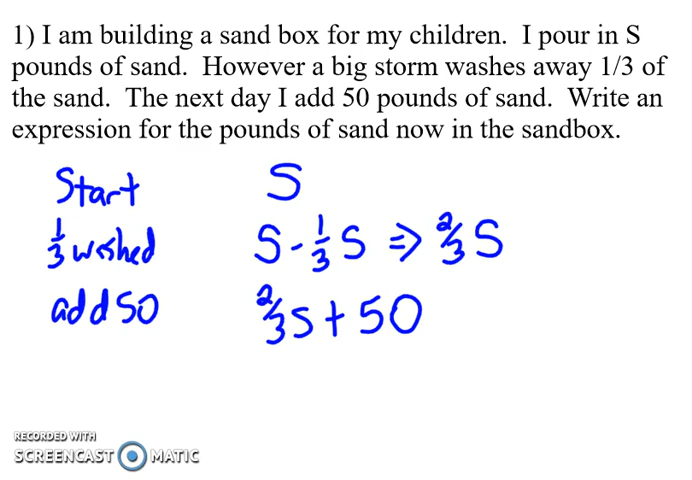 1) I am building a sand box for my children.  I pour in S
pounds of sand.  However a big storm washes away 1/3 of
the sand.  The next day I add 50 pounds of sand.  Write an
expression for the pounds of sand now in the sandbox.
Start S
1/3 washed S - 1/3 S ⇒ 2/3 S
add 50 2/3 S + 50
RECORDED WITH
SCREENCAST O MATIC